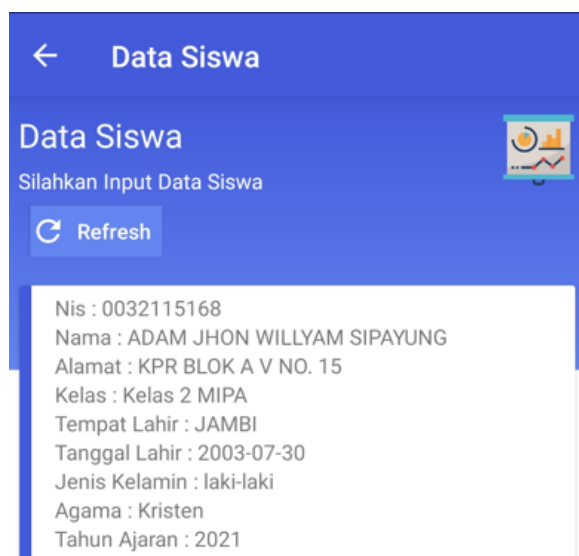 Data Siswa
Data Siswa
Silahkan Input Data Siswa
Refresh
Nis : 0032115168
Nama : ADAM JHON WILLYAM SIPAYUNG
Alamat : KPR BLOK A V NO. 15
Kelas : Kelas 2 MIPA
Tempat Lahir : JAMBI
Tanggal Lahir : 2003-07-30
Jenis Kelamin : laki-laki
Agama : Kristen
Tahun Ajaran : 2021